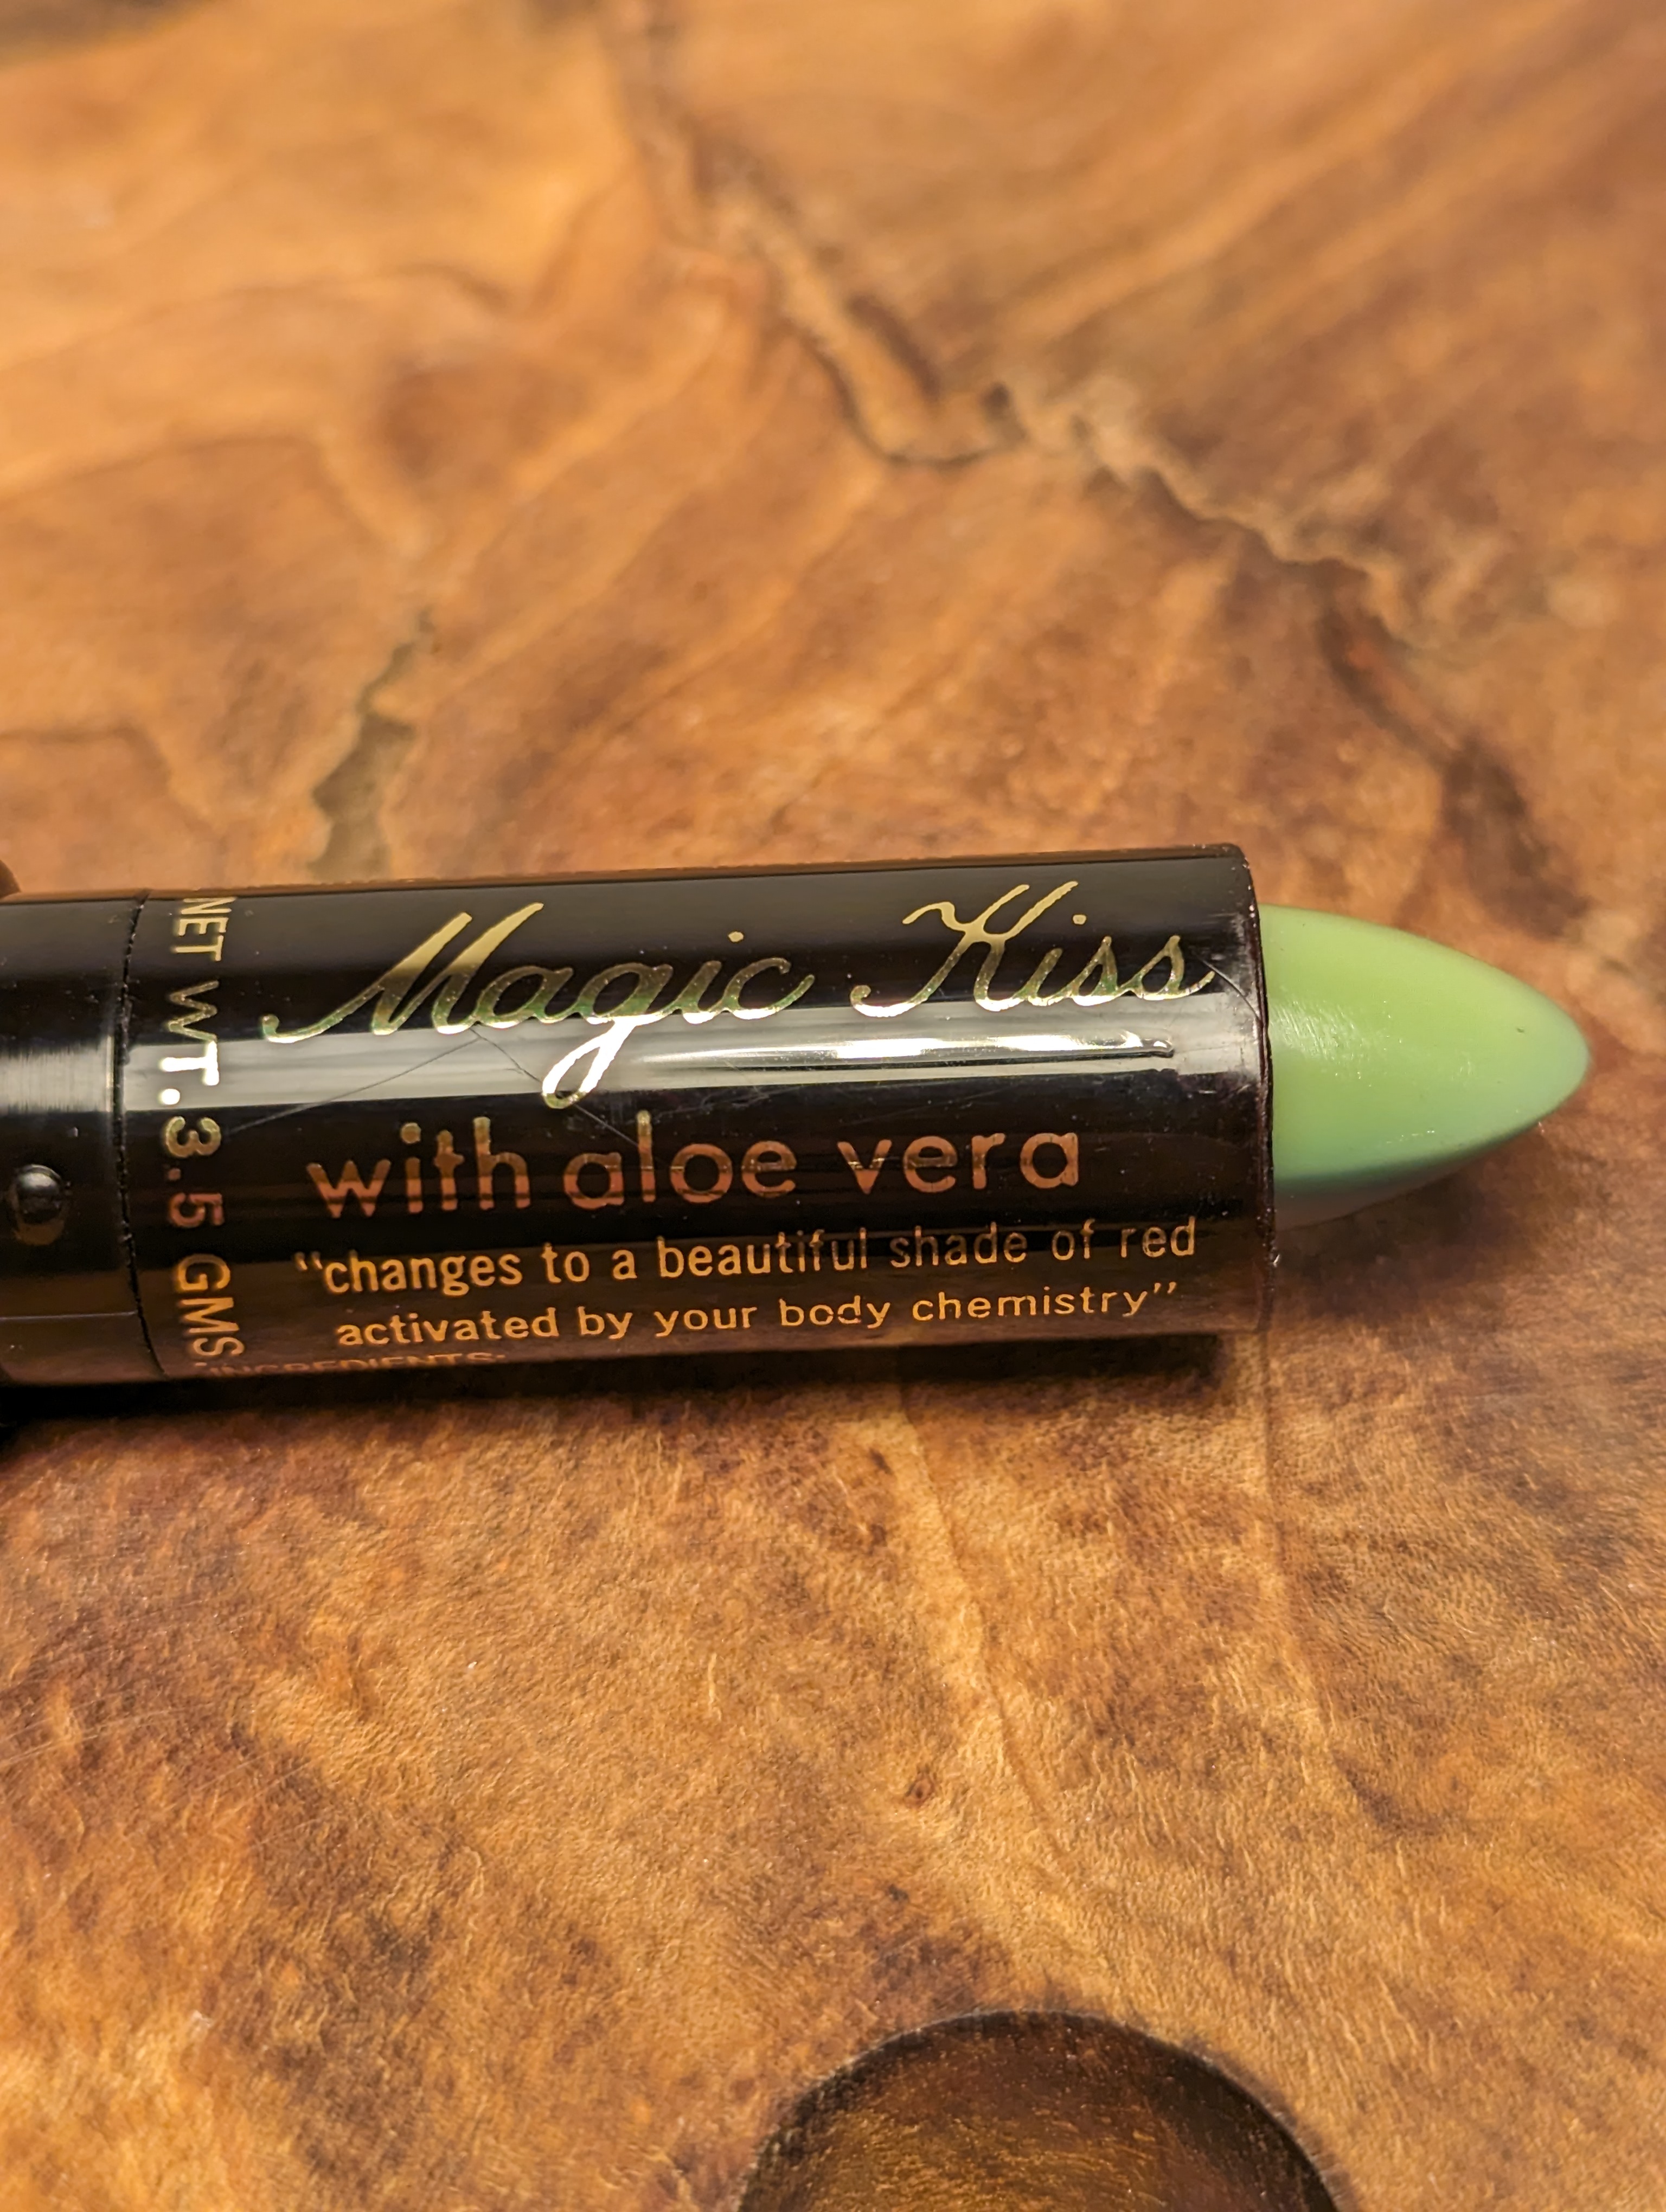 NET WT. 3.5 GMS
Magic Kiss
with aloe vera
"changes to a beautiful shade of red
activated by your body chemistry"
INGREDIENTS: